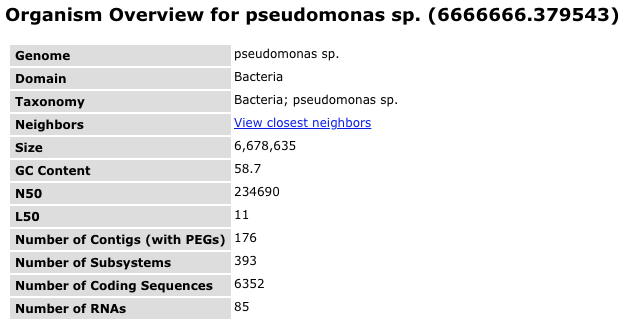 Organism Overview for pseudomonas sp. (6666666.379543)
Genome pseudomonas sp.
Domain Bacteria
Taxonomy Bacteria; pseudomonas sp.
Neighbors View closest neighbors
Size 6,678,635
GC Content 58.7
N50 234690
L50 11
Number of Contigs (with PEGs) 176
Number of Subsystems 393
Number of Coding Sequences 6352
Number of RNAs 85